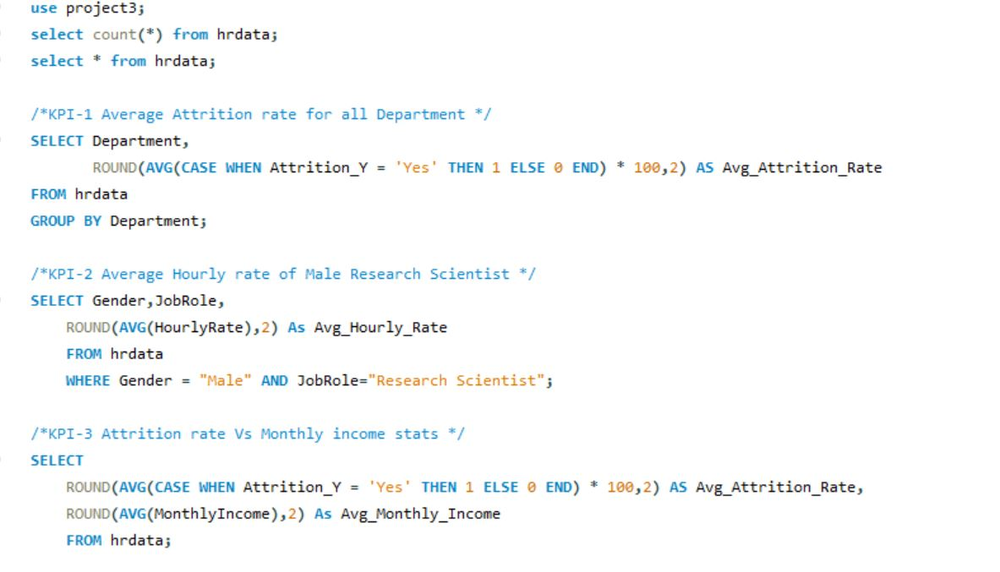 use project3;
select count(*) from hrdata;
select * from hrdata;
/*KPI-1 Average Attrition rate for all Department */
SELECT Department,
ROUND(AVG(CASE WHEN Attrition_Y = 'Yes' THEN 1 ELSE 0 END) * 100,2) AS Avg_Attrition_Rate
FROM hrdata
GROUP BY Department;
/*KPI-2 Average Hourly rate of Male Research Scientist */
SELECT Gender,JobRole,
ROUND(AVG(HourlyRate),2) As Avg_Hourly_Rate
FROM hrdata
WHERE Gender = "Male" AND JobRole="Research Scientist";
/*KPI-3 Attrition rate Vs Monthly income stats */
SELECT
ROUND(AVG(CASE WHEN Attrition_Y = 'Yes' THEN 1 ELSE 0 END) * 100,2) AS Avg_Attrition_Rate,
ROUND(AVG(MonthlyIncome),2) As Avg_Monthly_Income
FROM hrdata;